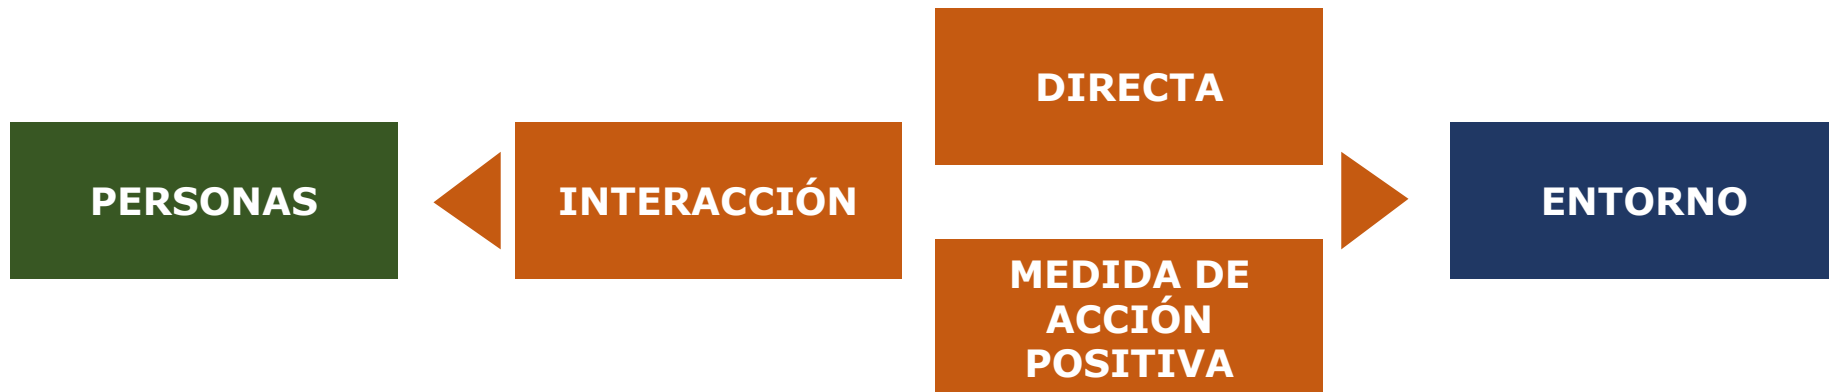 PERSONAS
INTERACCIÓN
DIRECTA
MEDIDA DE
ACCIÓN
POSITIVA
ENTORNO